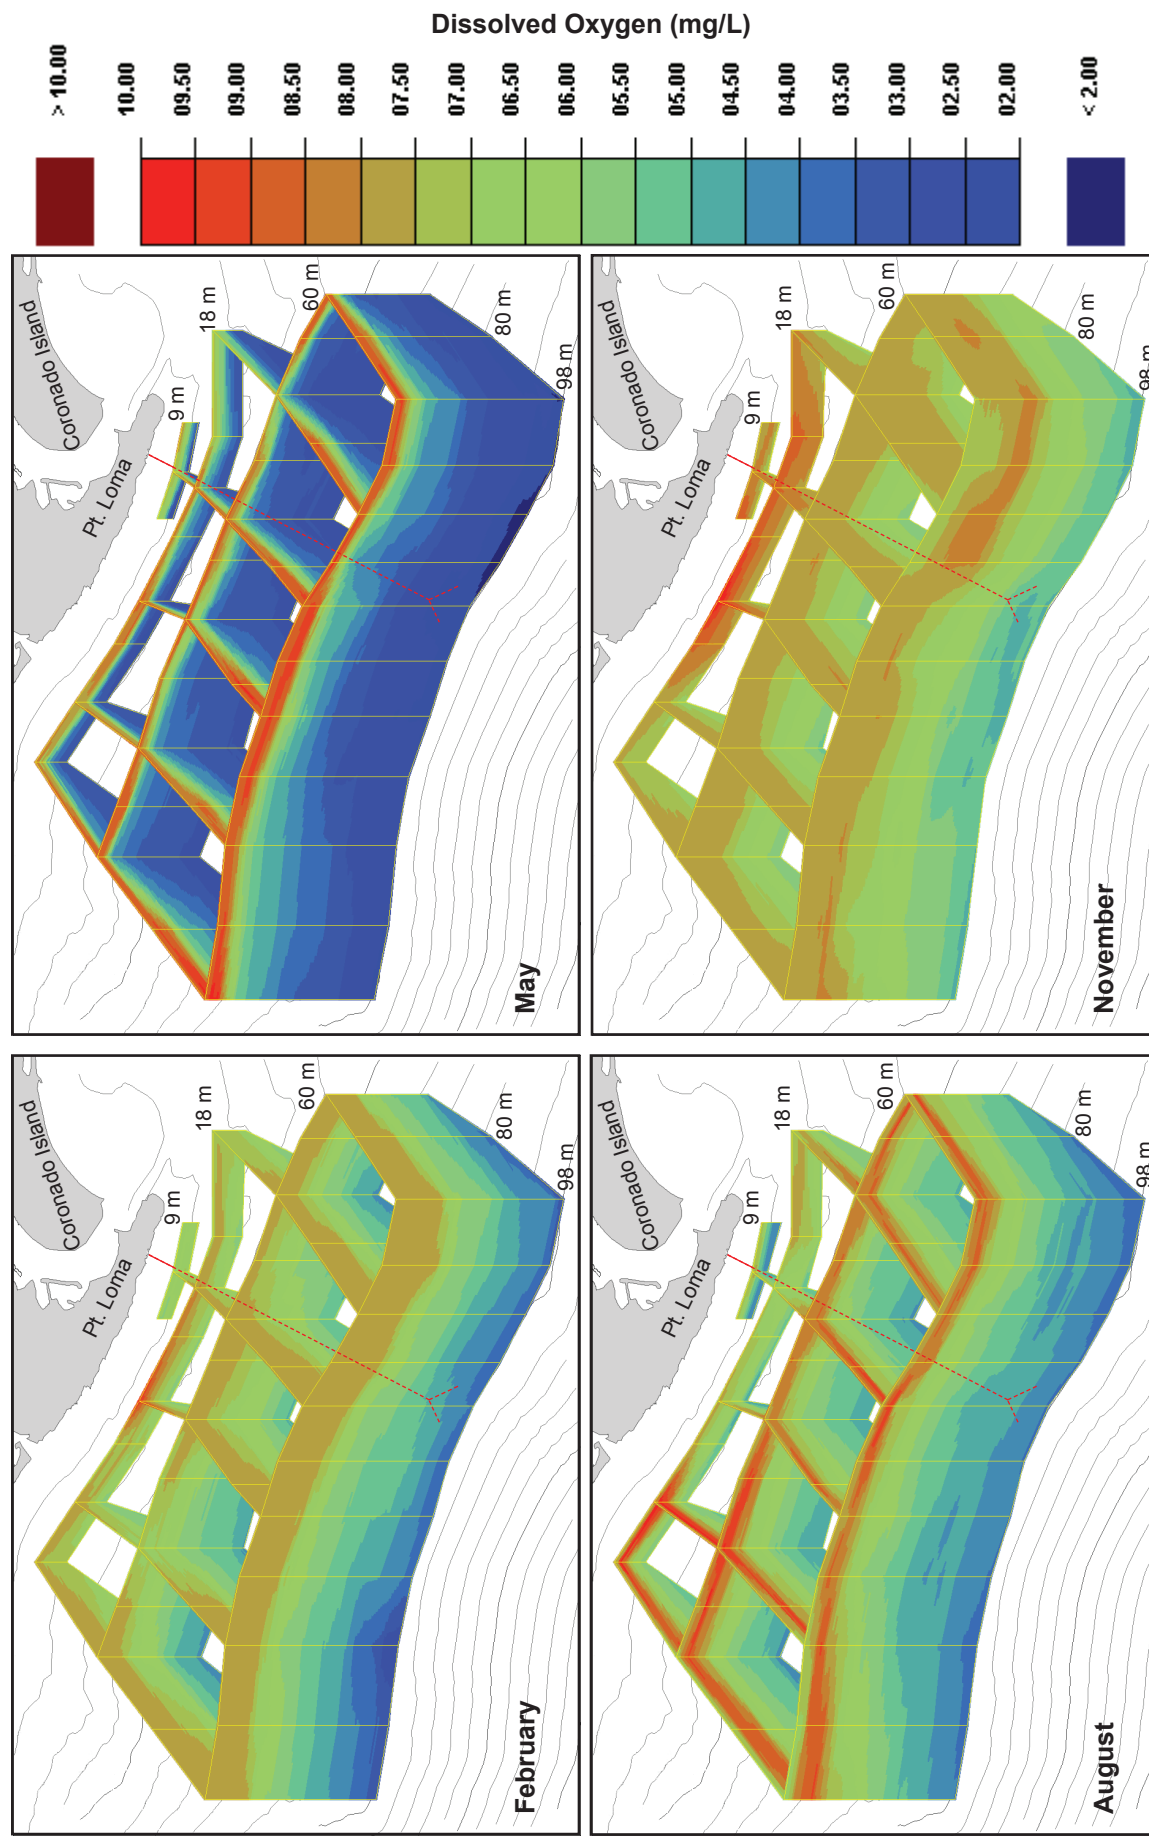 Dissolved Oxygen (mg/L)
> 10.00
10.00
09.50
09.00
08.50
08.00
07.50
07.00
06.50
06.00
05.50
05.00
04.50
04.00
03.50
03.00
02.50
02.00
< 2.00
Coronado Island
Pt. Loma
9 m
18 m
60 m
80 m
98 m
May
Coronado Island
Pt. Loma
9 m
18 m
60 m
80 m
98 m
November
Coronado Island
Pt. Loma
9 m
18 m
60 m
80 m
98 m
February
Coronado Island
Pt. Loma
9 m
18 m
60 m
80 m
98 m
August